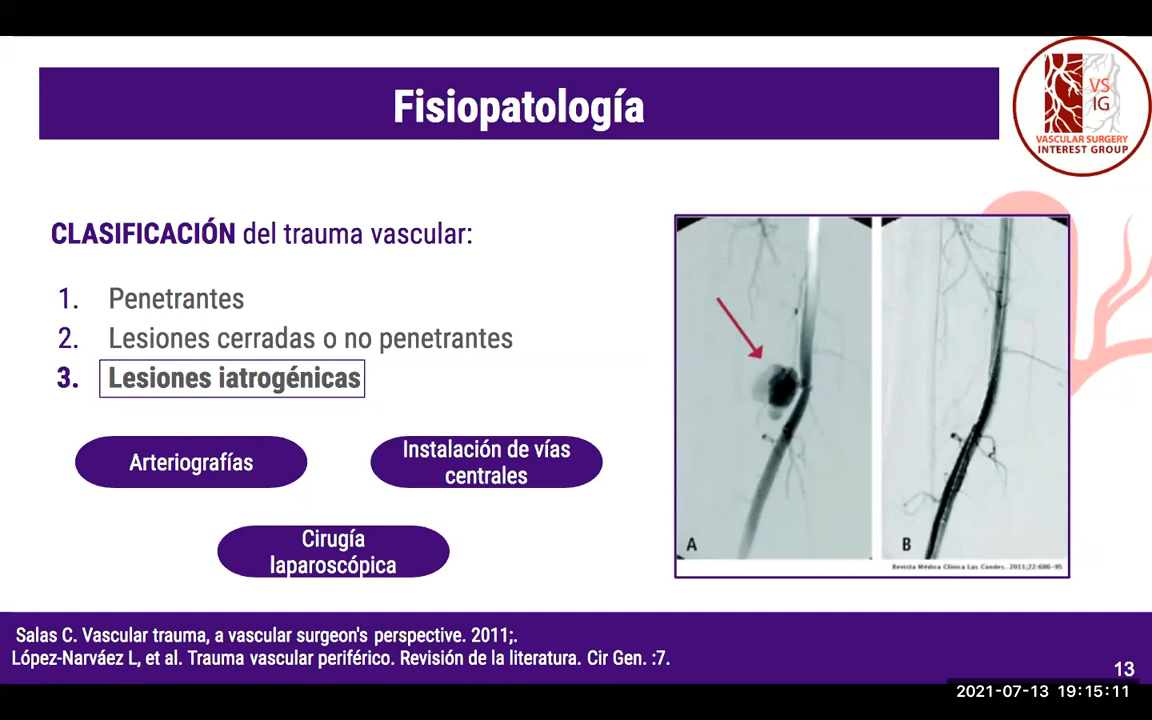 Fisiopatología
VS
IG
VASCULAR SURGERY
INTEREST GROUP
CLASIFICACIÓN del trauma vascular:
1. Penetrantes
2. Lesiones cerradas o no penetrantes
3. Lesiones iatrogénicas
Arteriografías
Instalación de vías
centrales
Cirugía
laparoscópica
A
B
Revista Médica Clínica Las Condes. 2011;22:686-95
Salas C. Vascular trauma, a vascular surgeon's perspective. 2011;.
López-Narváez L, et al. Trauma vascular periférico. Revisión de la literatura. Cir Gen. :7.
13
2021-07-13 19:15:11